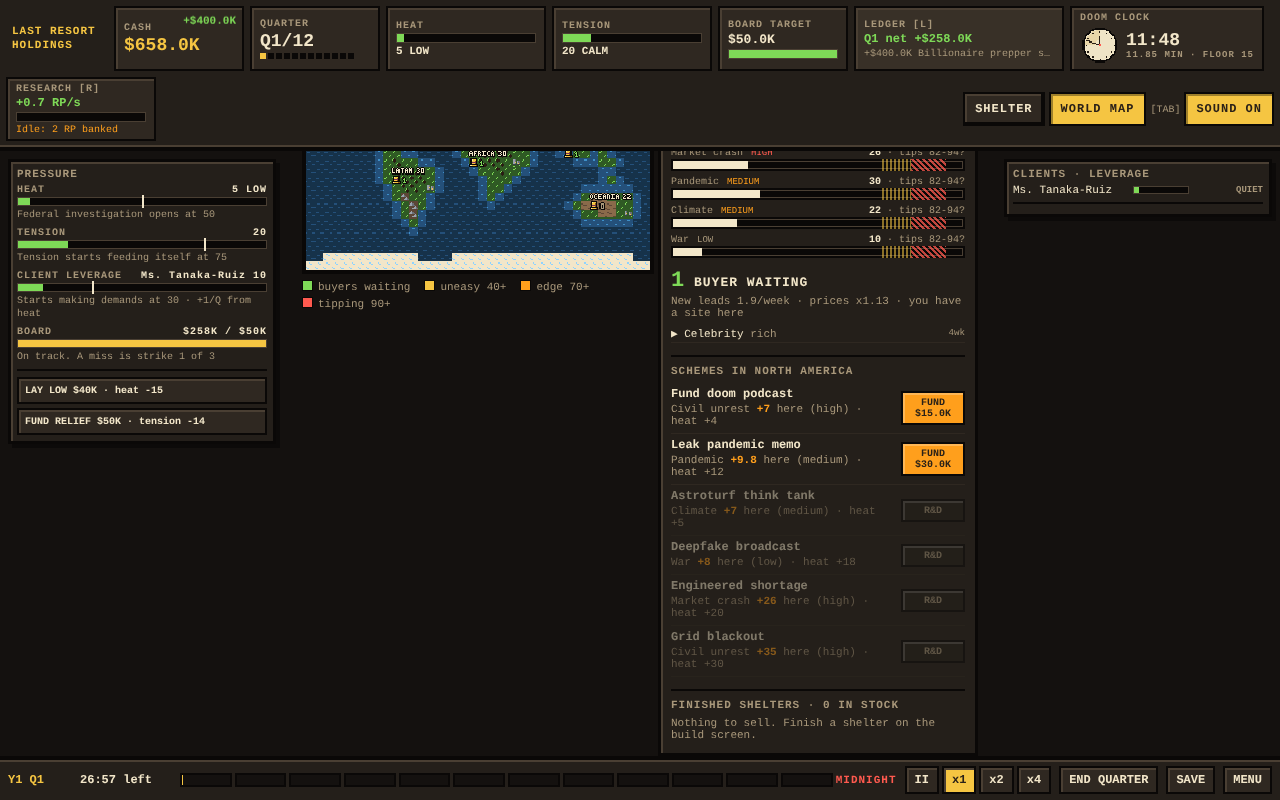 LAST RESORT
HOLDINGS
CASH
+$400.0K
$658.0K
QUARTER
Q1/12
HEAT
5 LOW
TENSION
20 CALM
BOARD TARGET
$50.0K
LEDGER [L]
Q1 net +$258.0K
+$400.0K Billionaire prepper s…
DOOM CLOCK
11:48
11.85 MIN · FLOOR 15
RESEARCH [R]
+0.7 RP/s
Idle: 2 RP banked
SHELTER
WORLD MAP
[TAB]
SOUND ON
PRESSURE
HEAT 5 LOW
Federal investigation opens at 50
TENSION 20
Tension starts feeding itself at 75
CLIENT LEVERAGE Ms. Tanaka-Ruiz 10
Starts making demands at 30 · +1/Q from
heat
BOARD $258K / $50K
On track. A miss is strike 1 of 3
LAY LOW $40K · heat -15
FUND RELIEF $50K · tension -14
AFRICA 30
1
1
LATAM 30
1
OCEANIA 22
0
buyers waiting
uneasy 40+
edge 70+
tipping 90+
Market crash HIGH 26 · tips 82-94?
Pandemic MEDIUM 30 · tips 82-94?
Climate MEDIUM 22 · tips 82-94?
War LOW 10 · tips 82-94?
1 BUYER WAITING
New leads 1.9/week · prices x1.13 · you have
a site here
▶ Celebrity rich 4wk
SCHEMES IN NORTH AMERICA
Fund doom podcast
Civil unrest +7 here (high) ·
heat +4
FUND
$15.0K
Leak pandemic memo
Pandemic +9.8 here (medium) ·
heat +12
FUND
$30.0K
Astroturf think tank
Climate +7 here (medium) · heat
+5
R&D
Deepfake broadcast
War +8 here (low) · heat +18
R&D
Engineered shortage
Market crash +26 here (high) ·
heat +20
R&D
Grid blackout
Civil unrest +35 here (high) ·
heat +30
R&D
FINISHED SHELTERS · 0 IN STOCK
Nothing to sell. Finish a shelter on the
build screen.
CLIENTS · LEVERAGE
Ms. Tanaka-Ruiz QUIET
Y1 Q1
26:57 left
MIDNIGHT
II
x1
x2
x4
END QUARTER
SAVE
MENU